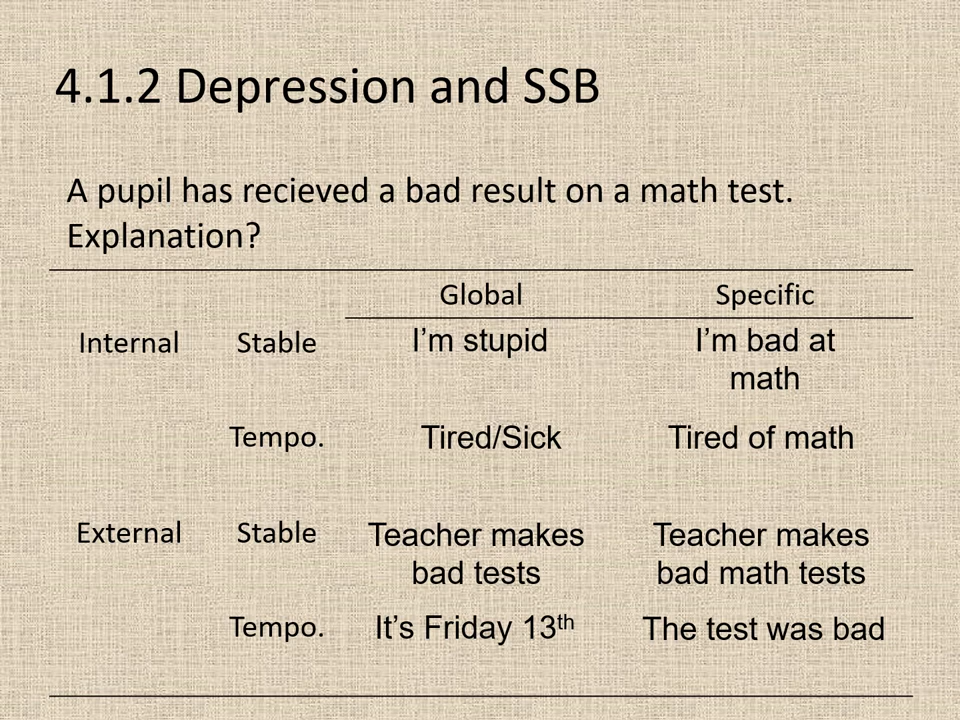 4.1.2 Depression and SSB
A pupil has recieved a bad result on a math test.
Explanation?
Global Specific
Internal Stable I'm stupid I'm bad at
math
Tempo. Tired/Sick Tired of math
External Stable Teacher makes Teacher makes
bad tests bad math tests
Tempo. It's Friday 13th The test was bad